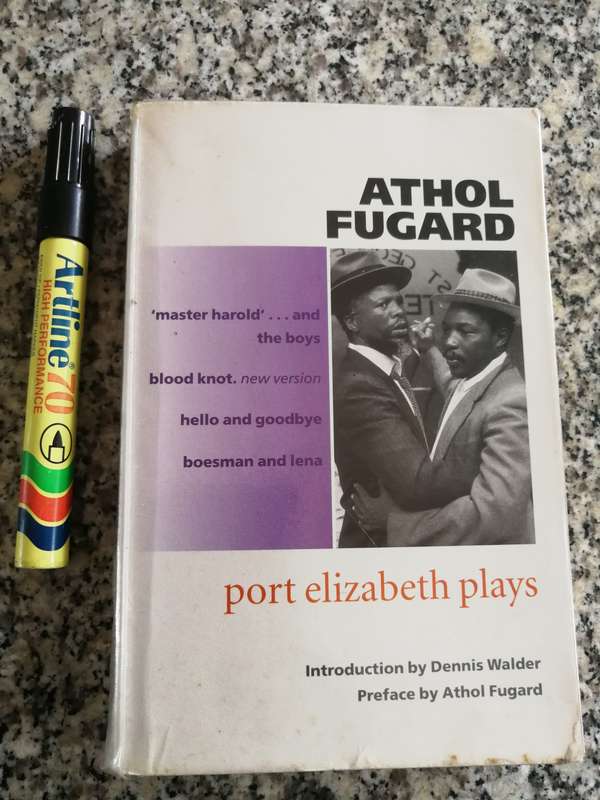 Artline® 70
HIGH PERFORMANCE
ATHOL
FUGARD
'master harold' . . . and
the boys
blood knot. new version
hello and goodbye
boesman and lena
port elizabeth plays
Introduction by Dennis Walder
Preface by Athol Fugard